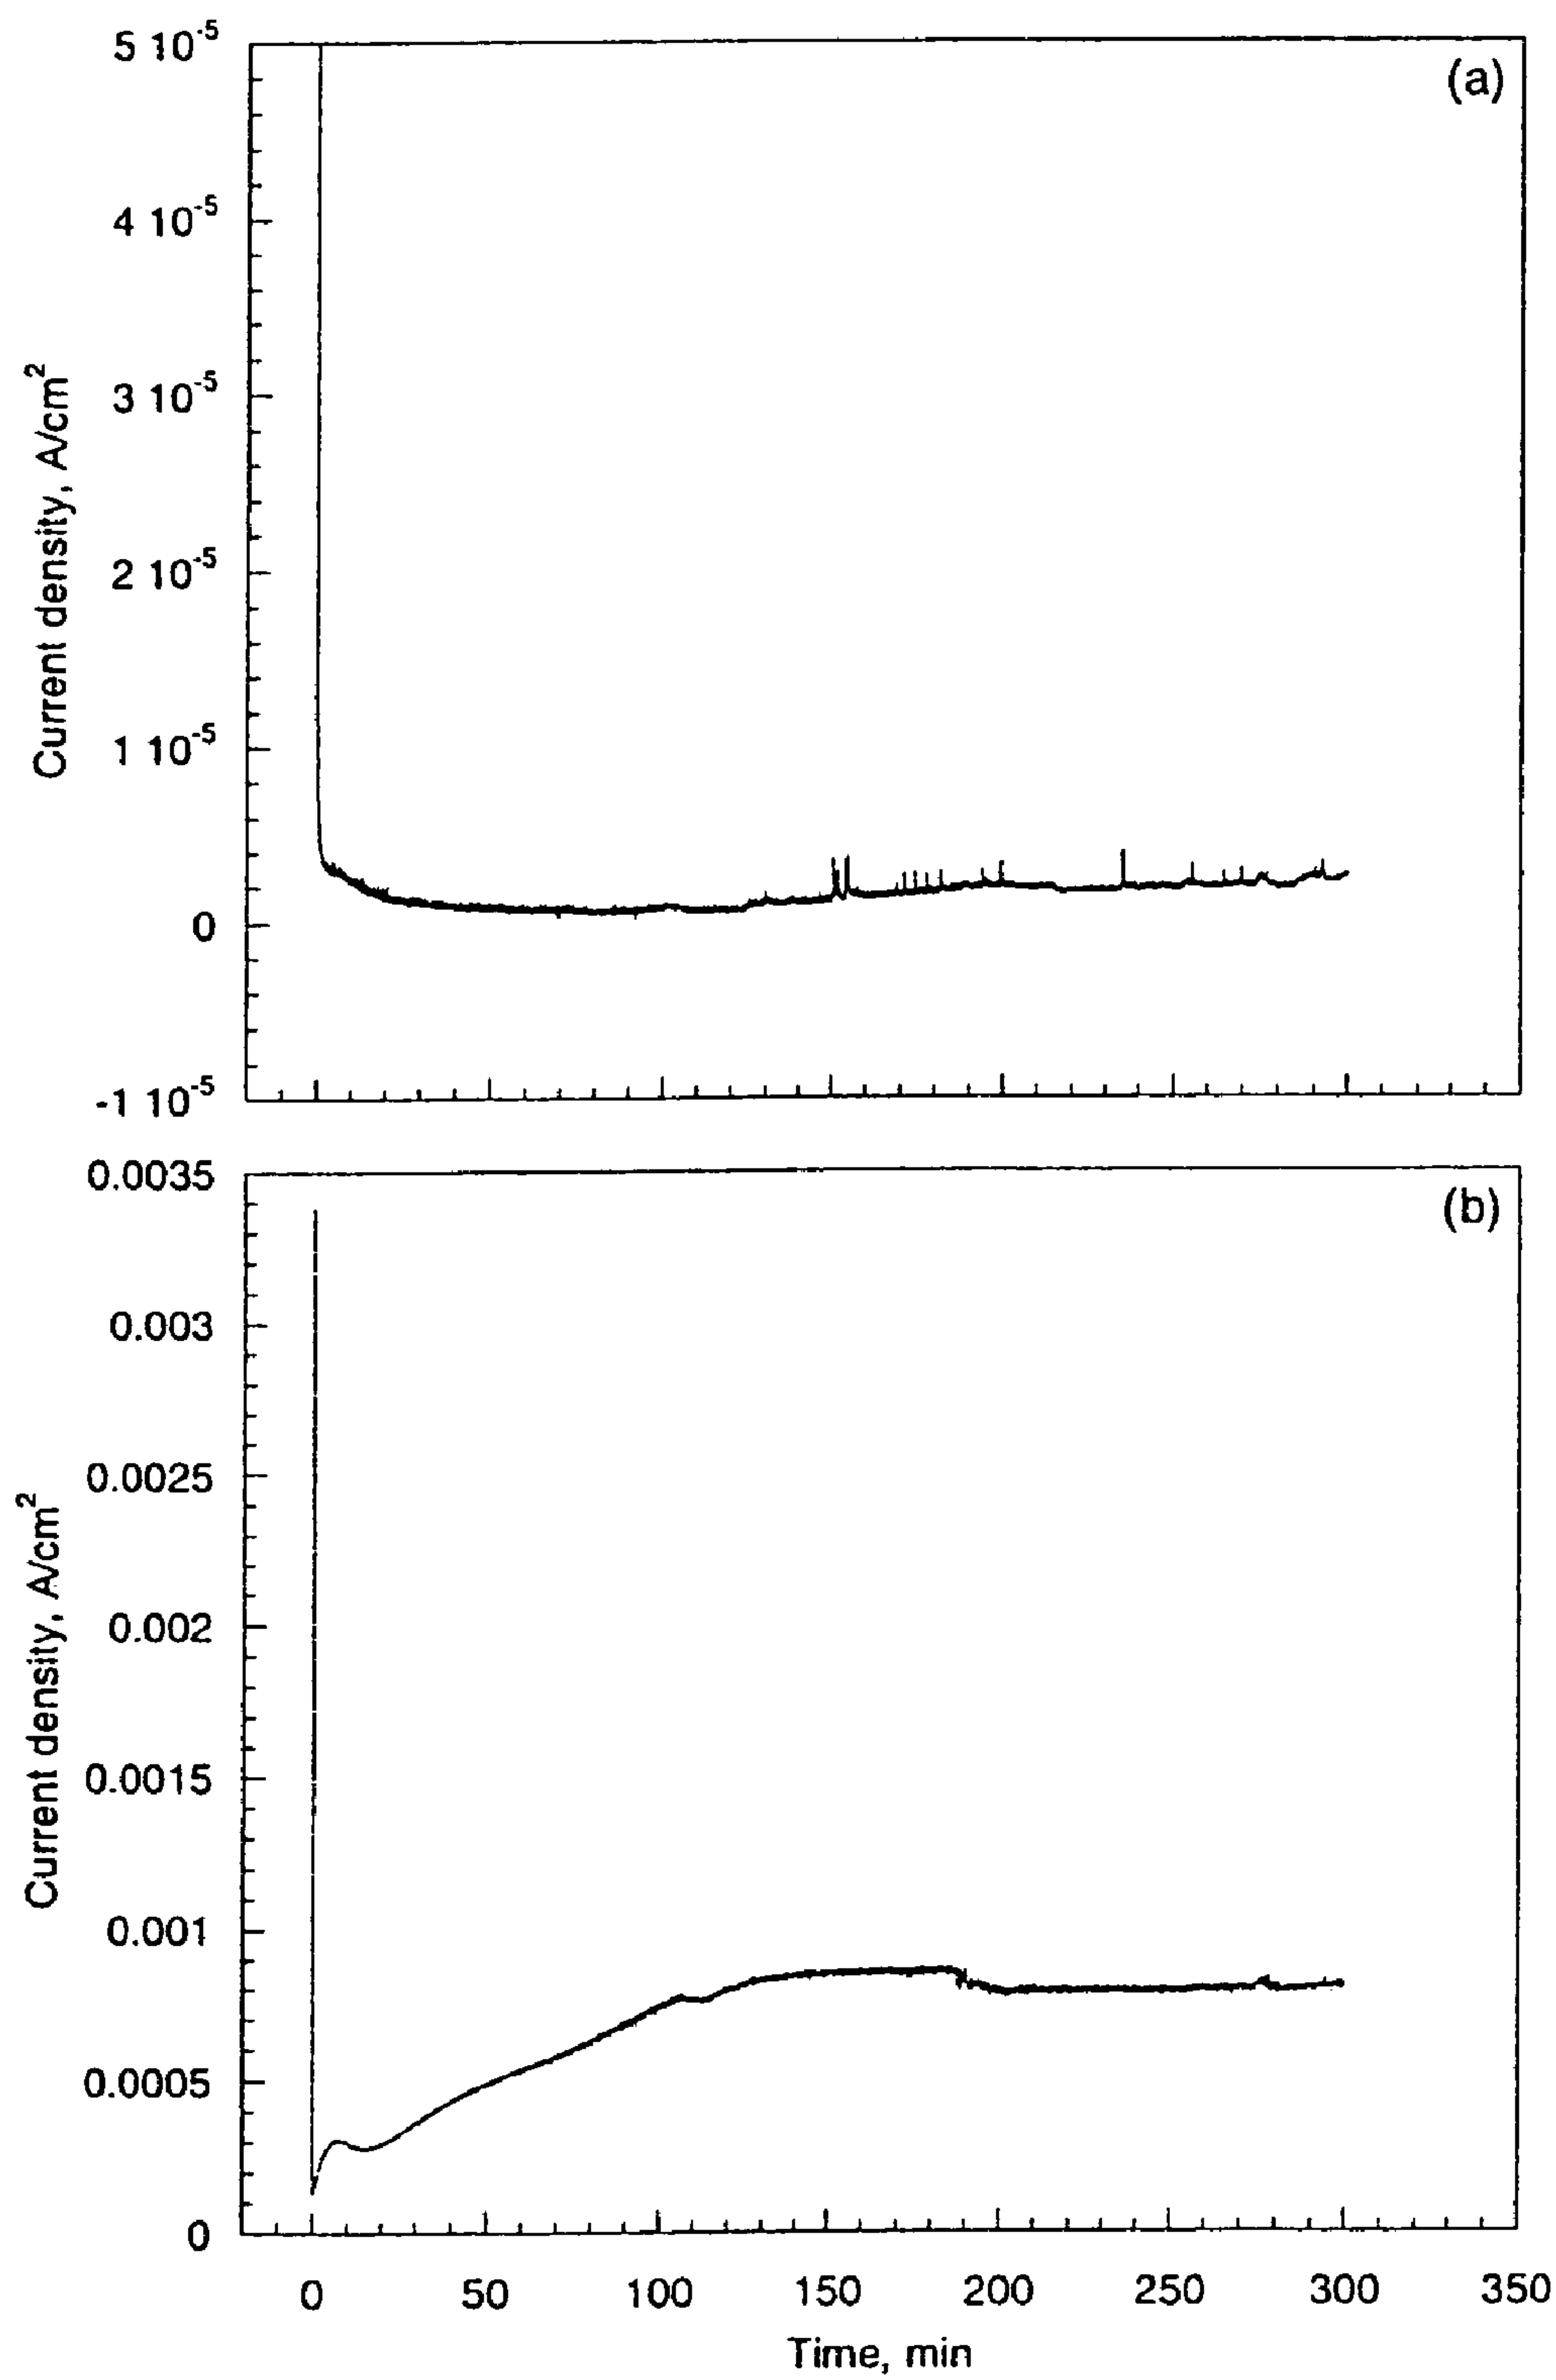 5 10-5
(a)
4 10-5
3 10-5
2 10-5
1 10-5
0
-1 10-5
Current density, A/cm2
0.0035
(b)
0.003
0.0025
0.002
0.0015
0.001
0.0005
0
Current density, A/cm2
0 50 100 150 200 250 300 350
Time, min